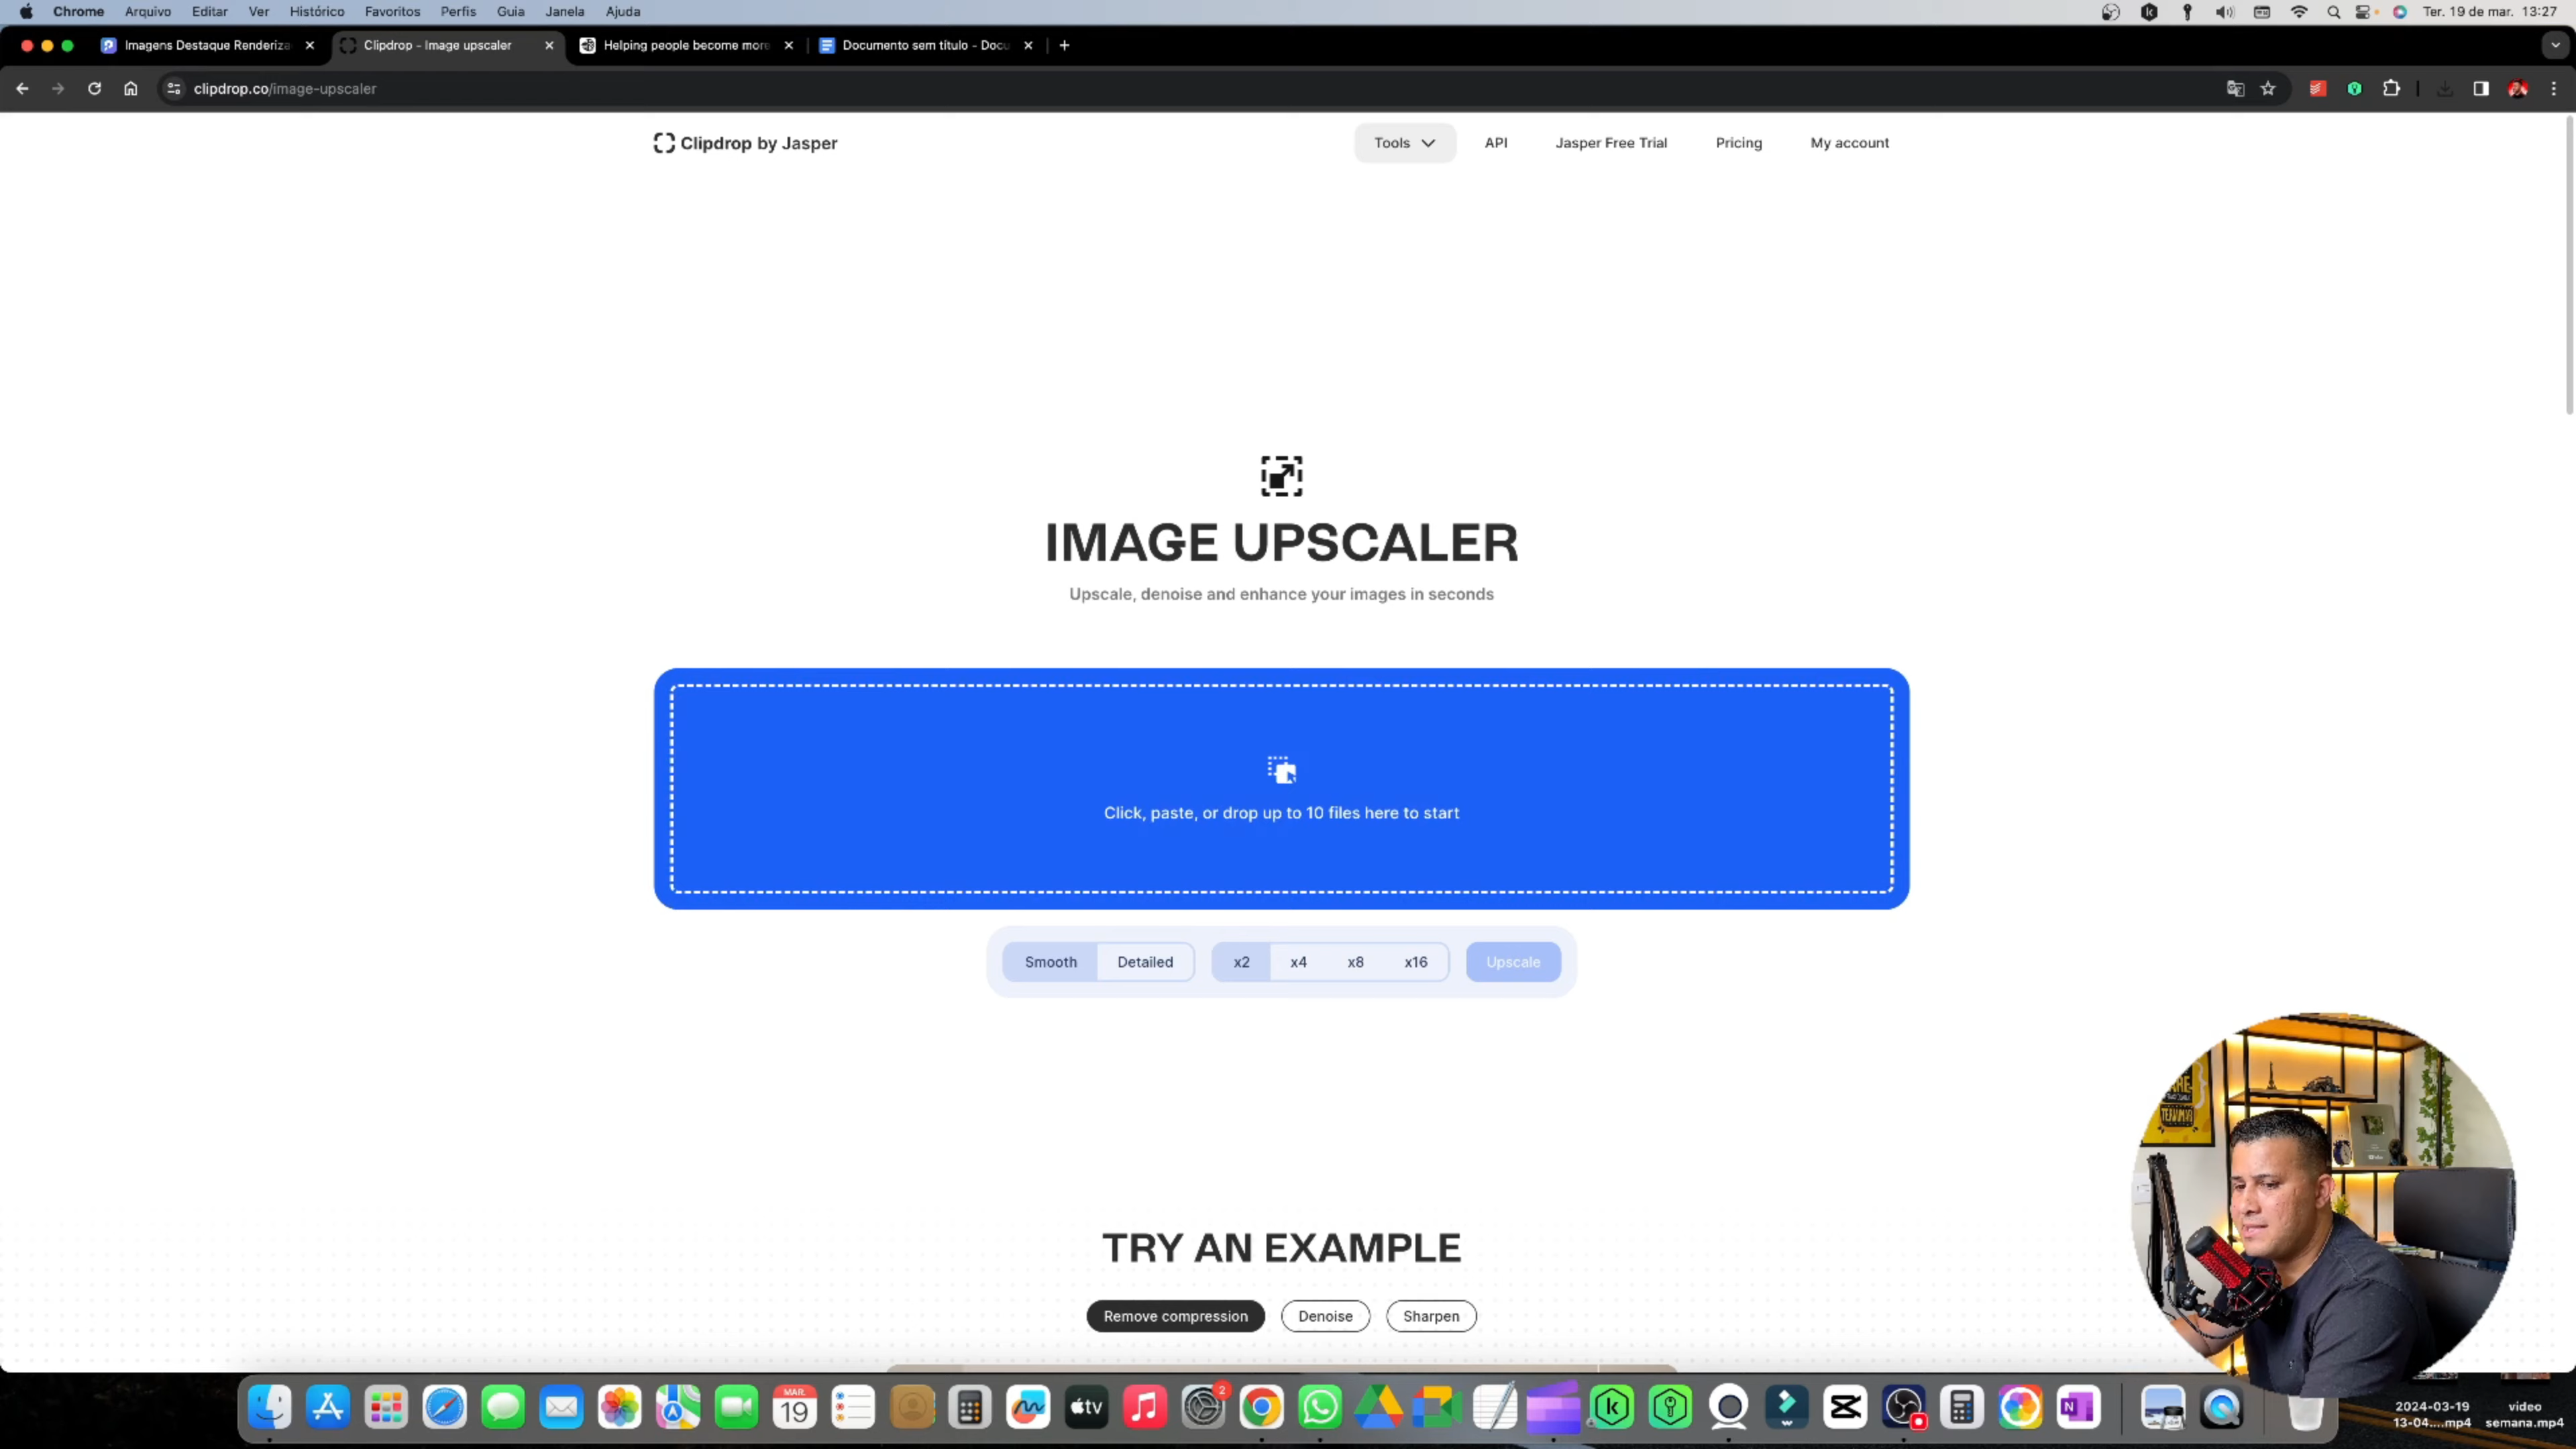 Chrome Arquivo Editar Ver Histórico Favoritos Perfis Guia Janela Ajuda
Ter. 19 de mar. 13:27
Imagens Destaque Renderiza
Clipdrop - Image upscaler
Helping people become more
Documento sem título - Docu
clipdrop.co/image-upscaler
Clipdrop by Jasper
Tools
API
Jasper Free Trial
Pricing
My account
IMAGE UPSCALER
Upscale, denoise and enhance your images in seconds
Click, paste, or drop up to 10 files here to start
Smooth Detailed x2 x4 x8 x16 Upscale
TRY AN EXAMPLE
Remove compression Denoise Sharpen
MAR.
19
tv
2
N
2024-03-19
13-04....mp4
video
semana.mp4